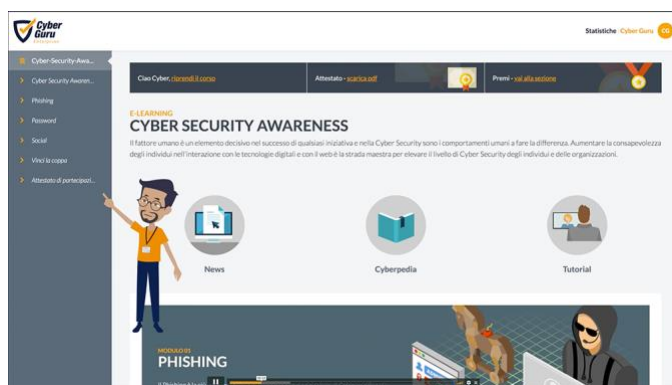 Cyber
Guru
Statistiche Cyber Guru CG
Cyber-Security-Awa...
Cyber Security Awaren...
Phishing
Password
Social
Vinci la coppa
Attestato di partecipazi...
Ciao Cyber, riprendi il corso
Attestato - scarica pdf
Premi - vai alla sezione
E-LEARNING
CYBER SECURITY AWARENESS
Il fattore umano è un elemento decisivo nel successo di qualsiasi iniziativa e nella Cyber Security sono i comportamenti umani a fare la differenza. Aumentare la consapevolezza
degli individui nell'interazione con le tecnologie digitali e con il web è la strada maestra per elevare il livello di Cyber Security degli individui e delle organizzazioni.
News
Cyberpedia
Tutorial
MODULO 01
PHISHING